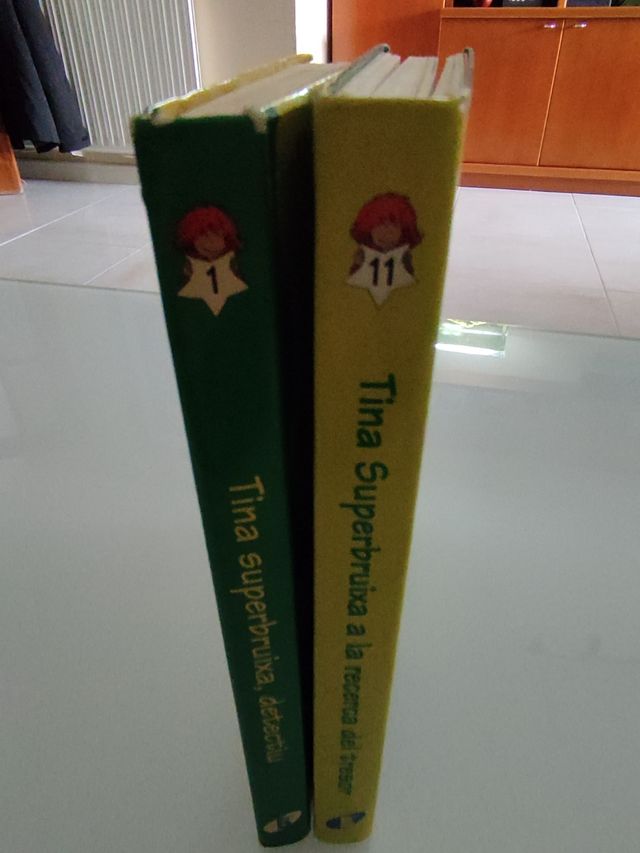 1
Tina superbruixa, detectiu
11
Tina Superbruixa a la recerca del tresor